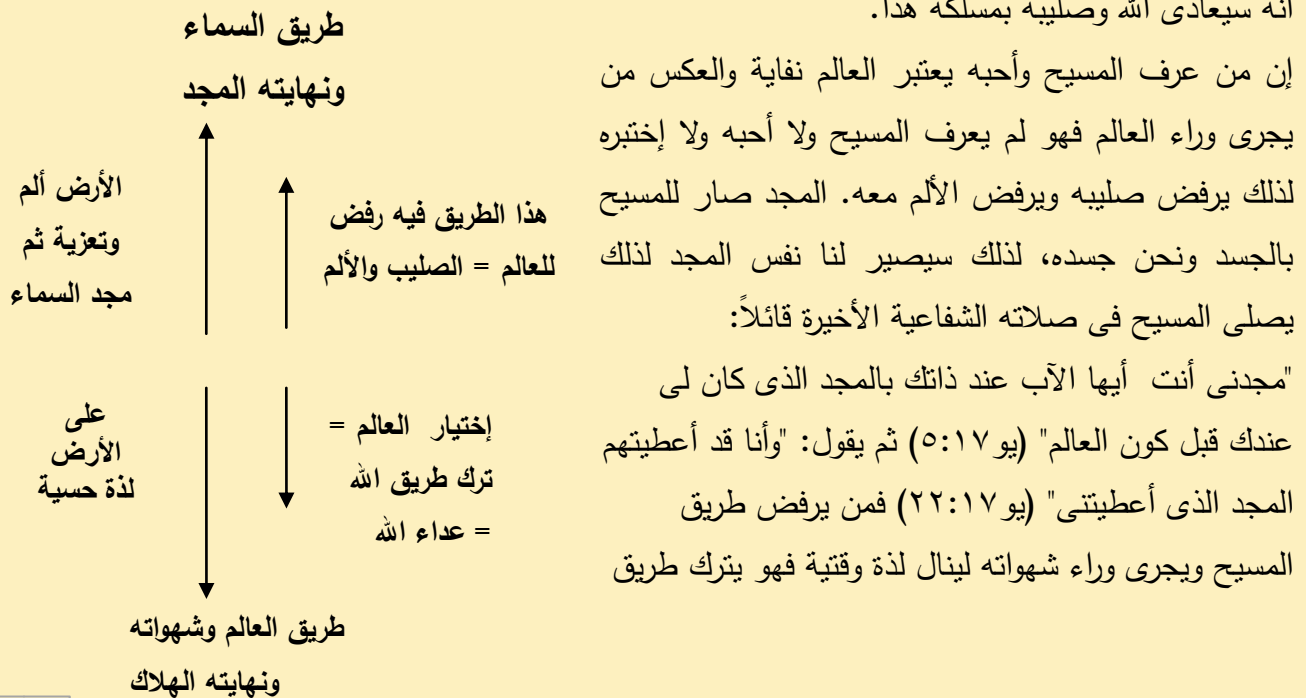 أنه سيعادى الله وصليبه بمسلكه هذا.
إن من عرف المسيح وأحبه يعتبر العالم نفاية والعكس من
يجرى وراء العالم فهو لم يعرف المسيح ولا أحبه ولا إختبره
لذلك يرفض صليبه ويرفض الألم معه. المجد صار للمسيح
بالجسد ونحن جسده، لذلك سيصير لنا نفس المجد لذلك
يصلى المسيح فى صلاته الشفاعية الأخيرة قائلاً:
"مجدنى أنت أيها الآب عند ذاتك بالمجد الذى كان لى
عندك قبل كون العالم" (يو١٧:٥) ثم يقول: "وأنا قد أعطيتهم
المجد الذى أعطيتنى" (يو١٧:٢٢) فمن يرفض طريق
المسيح ويجرى وراء شهواته لينال لذة وقتية فهو يترك طريق
طريق السماء
ونهايته المجد
هذا الطريق فيه رفض
للعالم = الصليب والألم
الأرض ألم
وتعزية ثم
مجد السماء
إختيار العالم =
ترك طريق الله
= عداء الله
على
الأرض
لذة حسية
طريق العالم وشهواته
ونهايته الهلاك